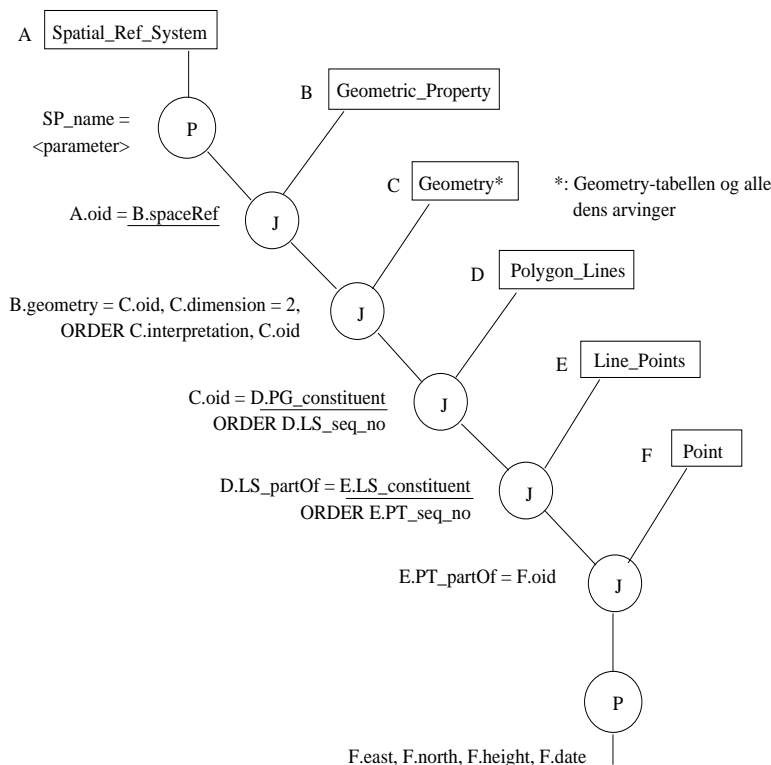 A Spatial_Ref_System
SP_name =
<parameter>
P
B Geometric_Property
A.oid = B.spaceRef
J
C Geometry*
*: Geometry-tabellen og alle
dens arvinger
B.geometry = C.oid, C.dimension = 2,
ORDER C.interpretation, C.oid
J
D Polygon_Lines
C.oid = D.PG_constituent
ORDER D.LS_seq_no
J
E Line_Points
D.LS_partOf = E.LS_constituent
ORDER E.PT_seq_no
J
F Point
E.PT_partOf = F.oid
J
P
F.east, F.north, F.height, F.date